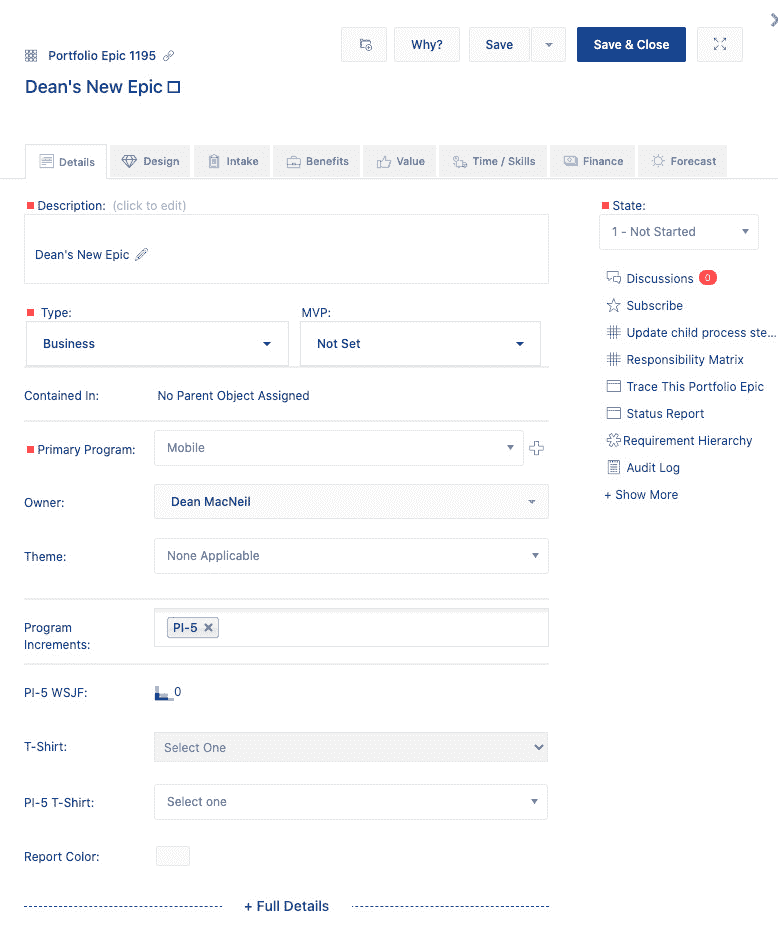 Portfolio Epic 1195
Why?
Save
Save & Close
Dean's New Epic
Details
Design
Intake
Benefits
Value
Time / Skills
Finance
Forecast
Description: (click to edit)
Dean's New Epic
Type:
MVP:
Business
Not Set
Contained In:
No Parent Object Assigned
Primary Program:
Mobile
Owner:
Dean MacNeil
Theme:
None Applicable
Program
Increments:
PI-5
PI-5 WSJF:
0
T-Shirt:
Select One
PI-5 T-Shirt:
Select one
Report Color:
+ Full Details
State:
1 - Not Started
Discussions 0
Subscribe
Update child process ste...
Responsibility Matrix
Trace This Portfolio Epic
Status Report
Requirement Hierarchy
Audit Log
+ Show More